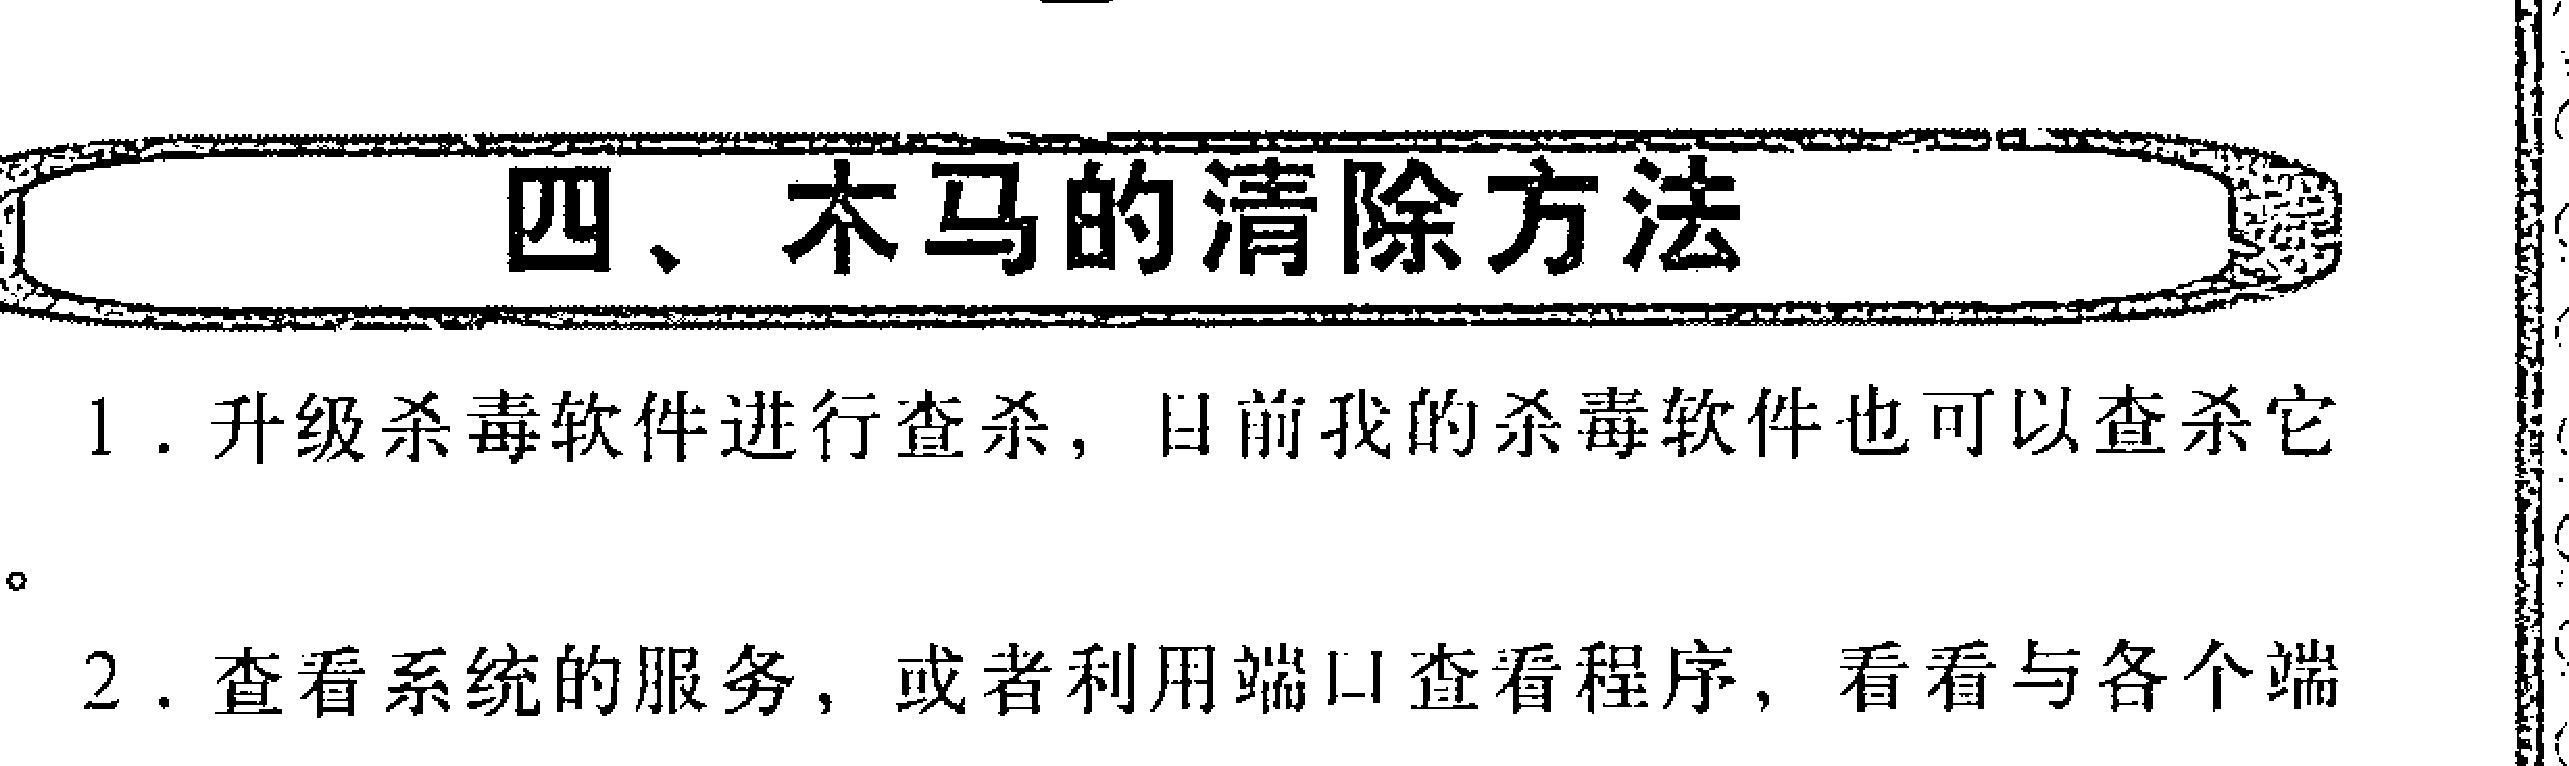 四、木马的清除方法
1．升级杀毒软件进行查杀，目前我的杀毒软件也可以查杀它
。
2．查看系统的服务，或者利用端口查看程序，看看与各个端